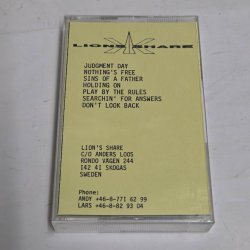 LION'S SHARE
JUDGMENT DAY
NOTHING'S FREE
SINS OF A FATHER
HOLDING ON
PLAY BY THE RULES
SEARCHIN' FOR ANSWERS
DON'T LOOK BACK
LION'S SHARE
C/O ANDERS LOOS
RONDO VAGEN 244
142 41 SKOGAS
SWEDEN
Phone:
ANDY +46-8-771 62 99
LARS +46-8-82 93 04